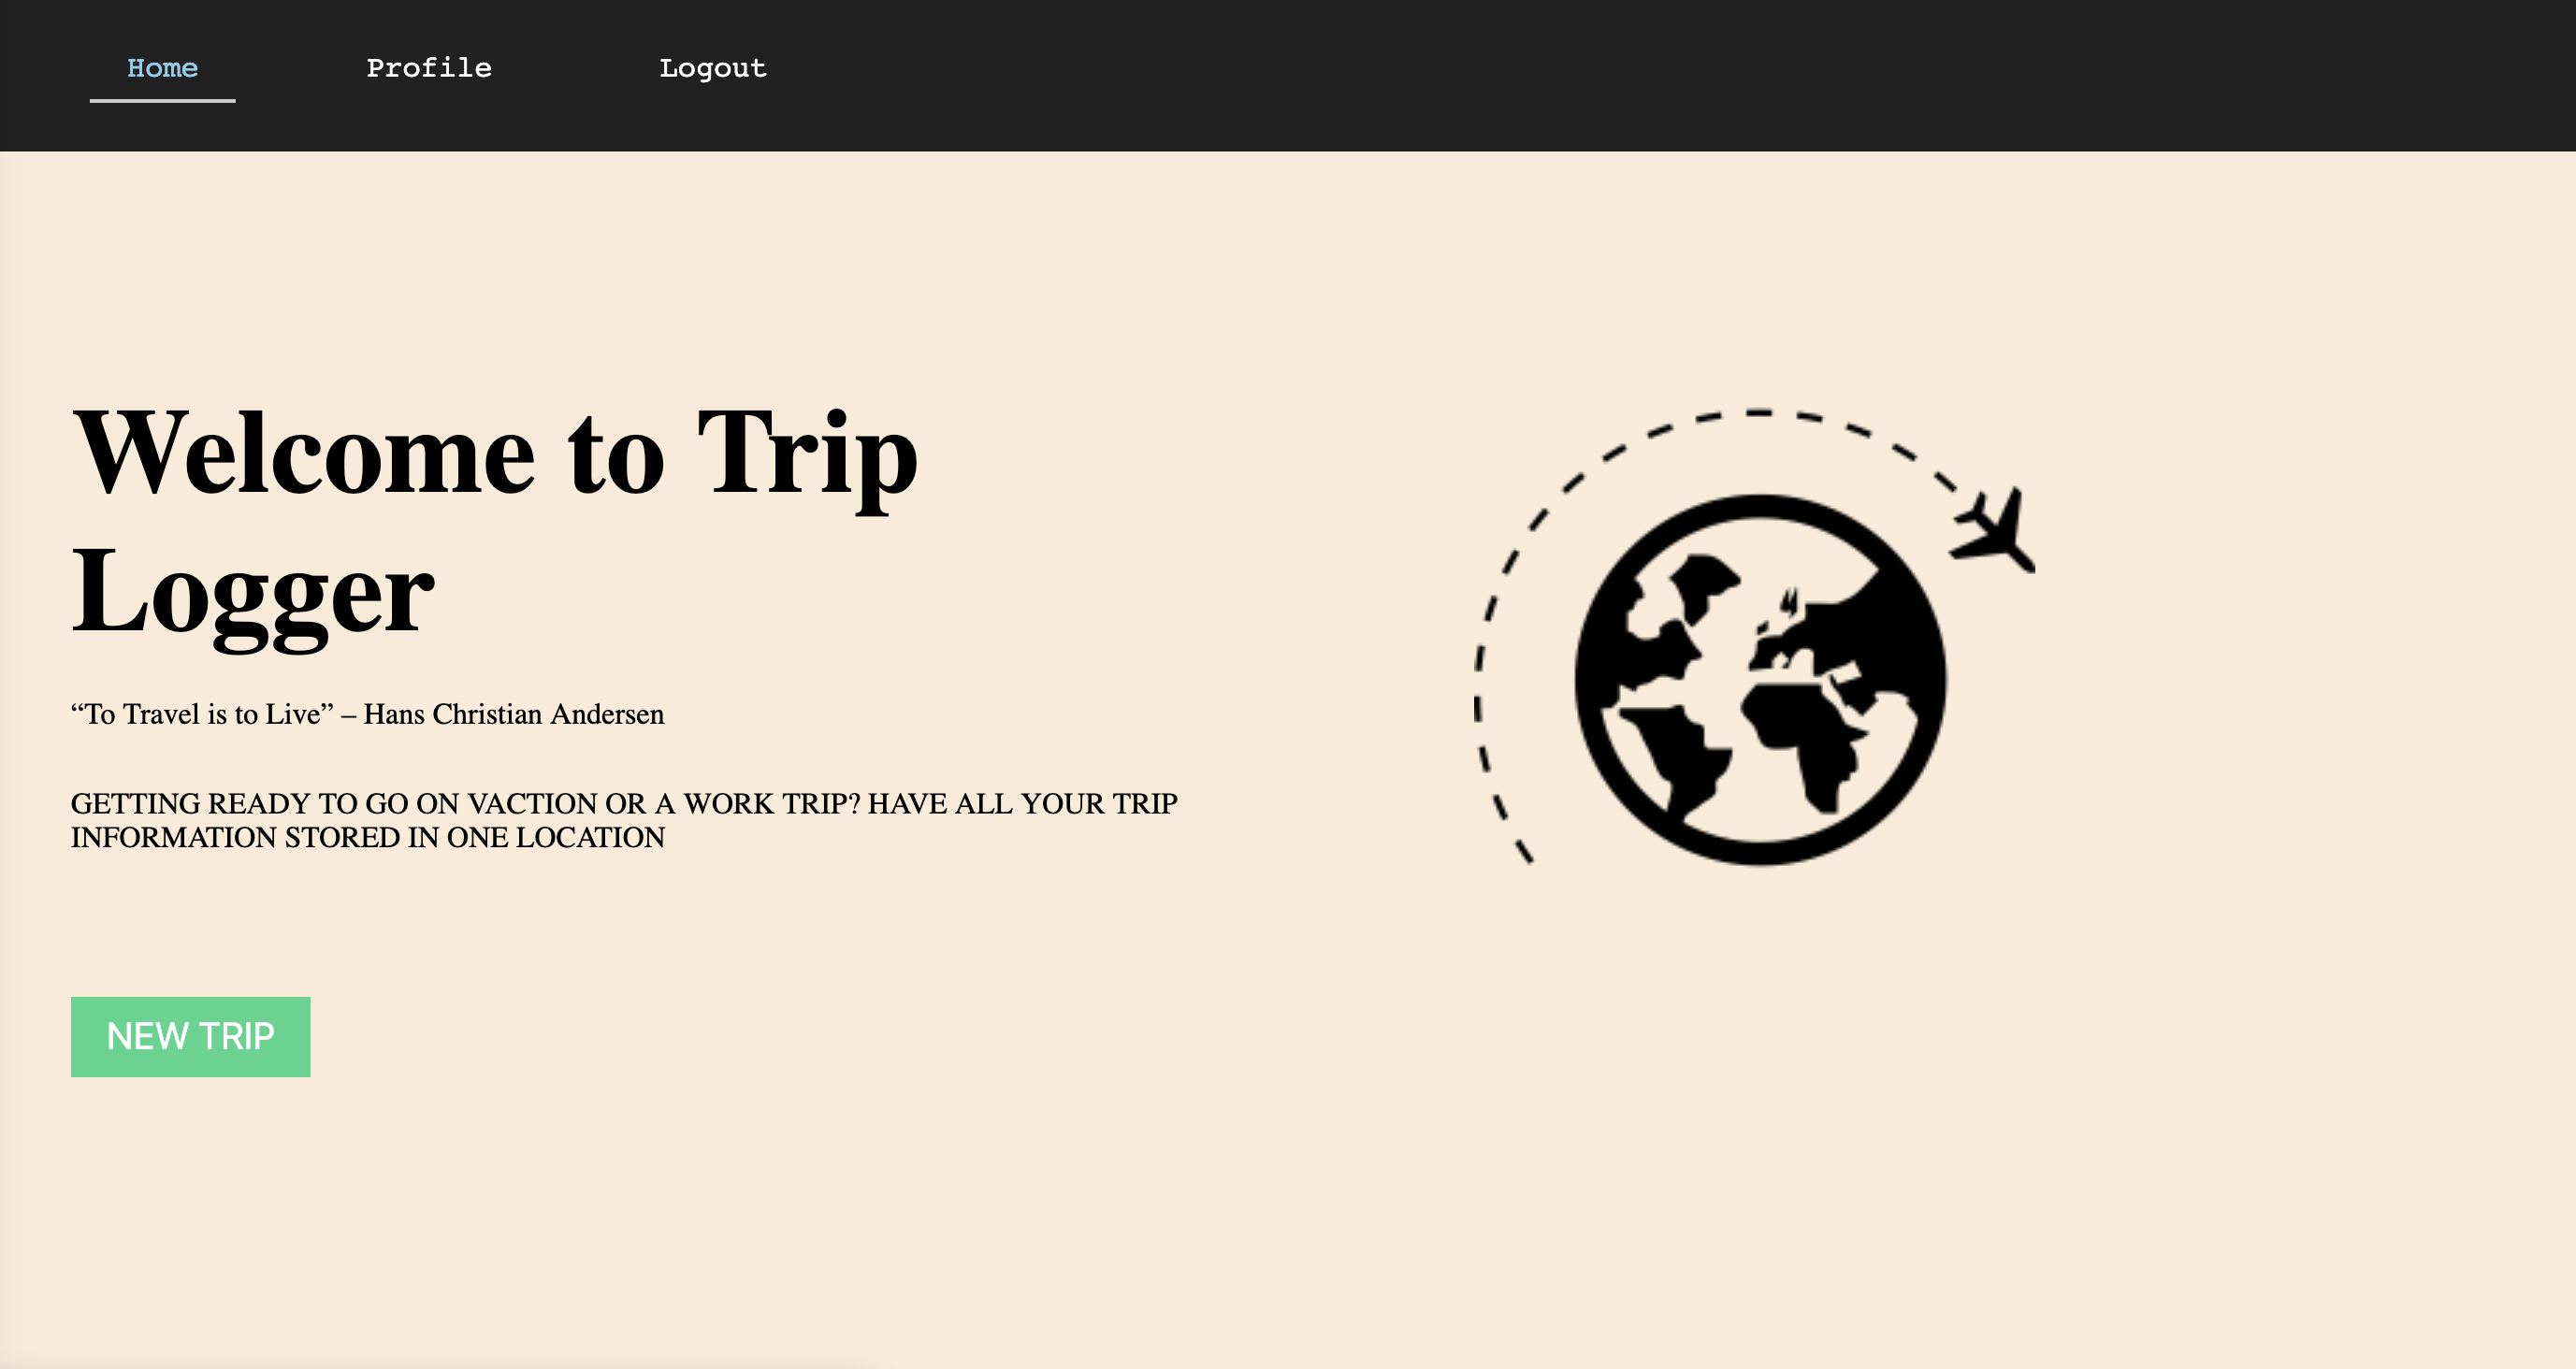 Home Profile Logout
Welcome to Trip
Logger
“To Travel is to Live” – Hans Christian Andersen
GETTING READY TO GO ON VACTION OR A WORK TRIP? HAVE ALL YOUR TRIP
INFORMATION STORED IN ONE LOCATION
NEW TRIP